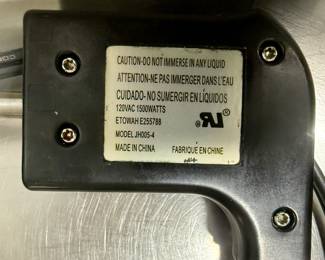 CAUTION-DO NOT IMMERSE IN ANY LIQUID
ATTENTION-NE PAS IMMERGER DANS L'EAU
CUIDADO- NO SUMERGIR EN LÍQUIDOS
120VAC 1500WATTS
ETOWAH E255788
MODEL JH005-4
MADE IN CHINA FABRIQUE EN CHINE